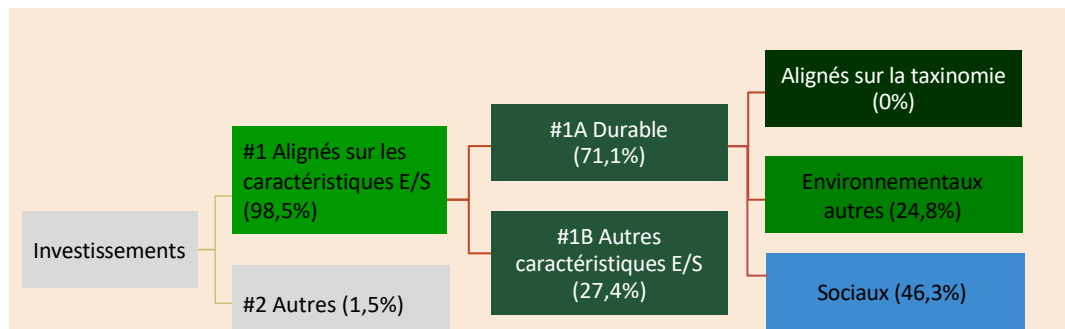 Investissements
#1 Alignés sur les
caractéristiques E/S
(98,5%)
#2 Autres (1,5%)
#1A Durable
(71,1%)
#1B Autres
caractéristiques E/S
(27,4%)
Alignés sur la taxinomie
(0%)
Environnementaux
autres (24,8%)
Sociaux (46,3%)